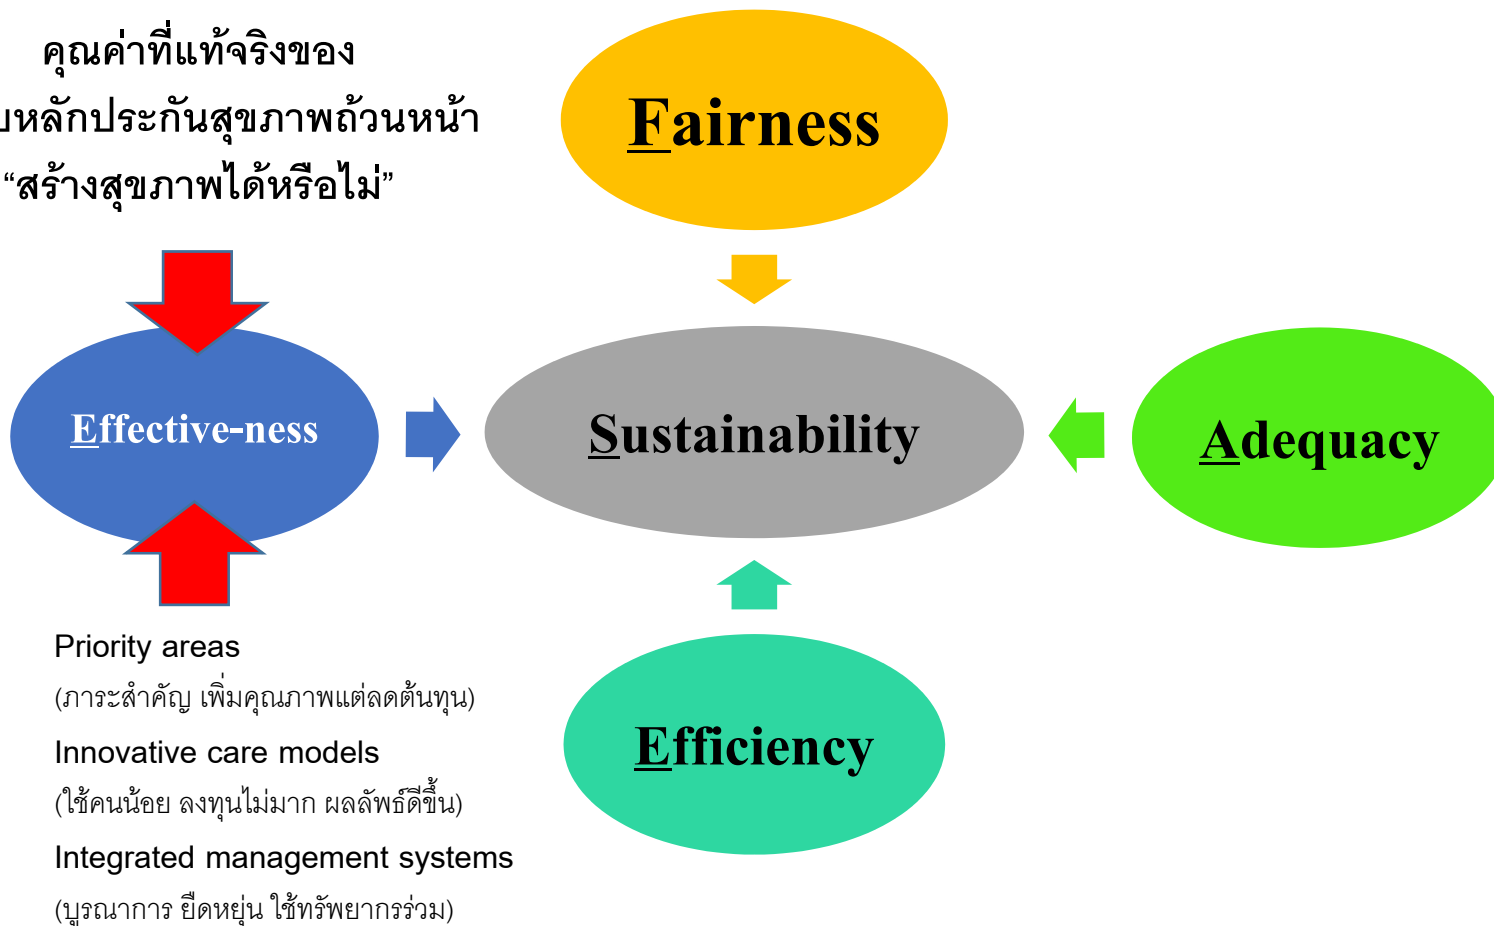 คุณค่าที่แท้จริงของ
บหลักประกันสุขภาพถ้วนหน้า
“สร้างสุขภาพได้หรือไม่”
Fairness
Effective-ness
Sustainability
Adequacy
Efficiency
Priority areas
(ภาระสำคัญ เพิ่มคุณภาพแต่ลดต้นทุน)
Innovative care models
(ใช้คนน้อย ลงทุนไม่มาก ผลลัพธ์ดีขึ้น)
Integrated management systems
(บูรณาการ ยืดหยุ่น ใช้ทรัพยากรร่วม)